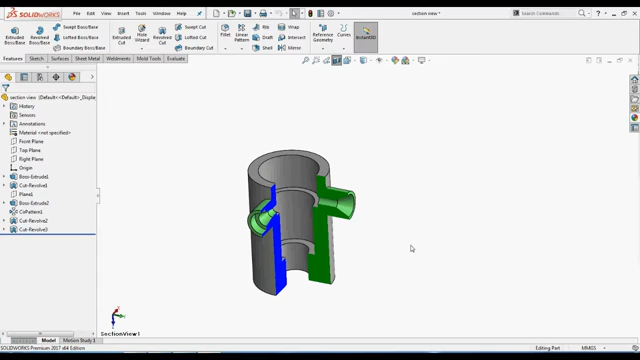 SOLIDWORKS File Edit View Insert Tools Window Help section view * Search Commands
Extruded Boss/Base Revolved Boss/Base Swept Boss/Base Lofted Boss/Base Boundary Boss/Base Extruded Cut Hole Wizard Revolved Cut Swept Cut Lofted Cut Boundary Cut Fillet Linear Pattern Rib Draft Shell Wrap Intersect Mirror Reference Geometry Curves Instant3D
Features Sketch Surfaces Sheet Metal Weldments Mold Tools Evaluate
section view (Default<<Default>_Displa
History
Sensors
Annotations
Material <not specified>
Front Plane
Top Plane
Right Plane
Origin
Boss-Extrude1
Cut-Revolve1
Plane1
Boss-Extrude2
CirPattern1
Cut-Revolve2
Cut-Revolve3
SectionView1
Model Motion Study 1
SOLIDWORKS Premium 2017 x64 Edition Editing Part MMGS